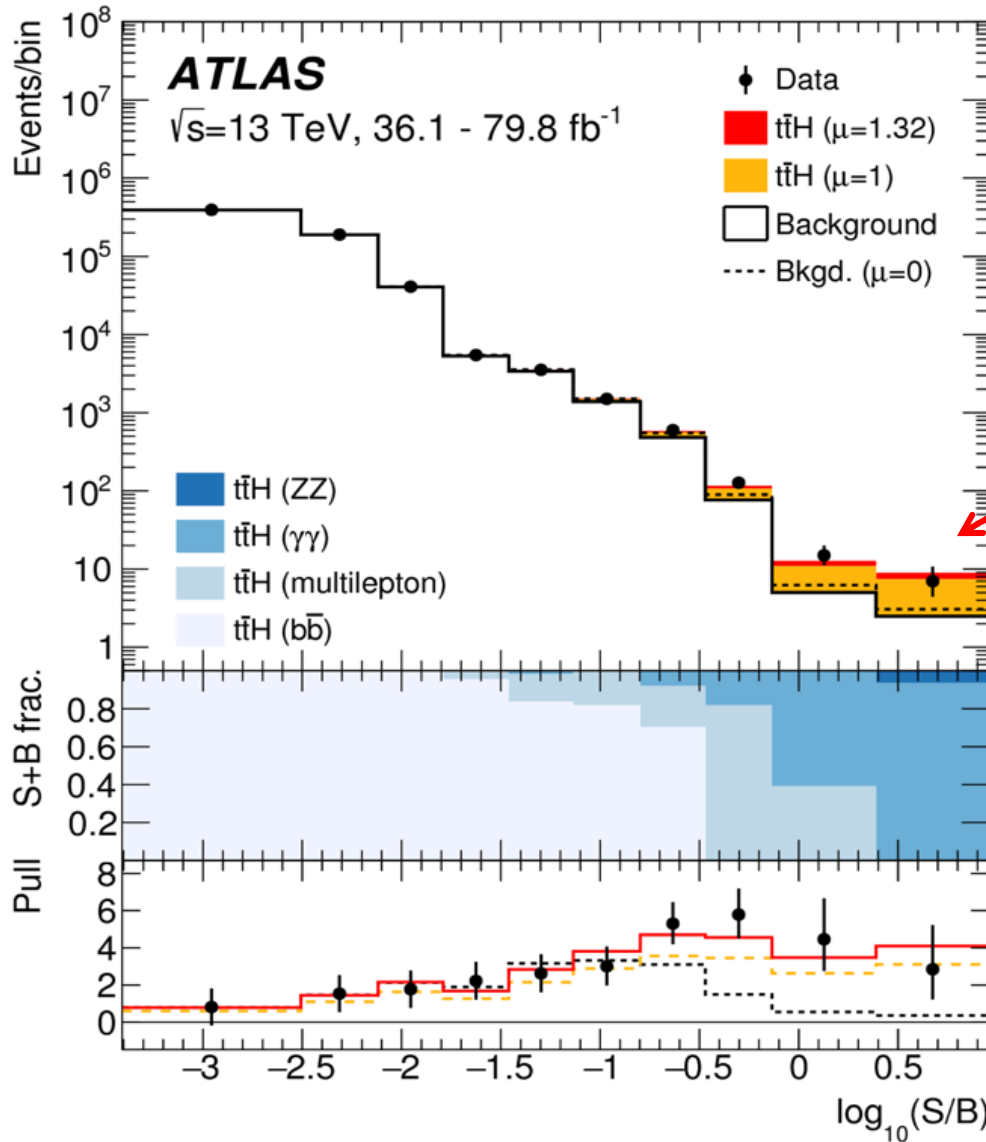 Events/bin
10⁸
10⁷
10⁶
10⁵
10⁴
10³
10²
10
1
ATLAS
√s=13 TeV, 36.1 - 79.8 fb⁻¹
Data
tt̄H (μ=1.32)
tt̄H (μ=1)
Background
Bkgd. (μ=0)
tt̄H (ZZ)
tt̄H (γγ)
tt̄H (multilepton)
tt̄H (bb̄)
S+B frac.
0.8
0.6
0.4
0.2
Pull
8
6
4
2
0
−3 −2.5 −2 −1.5 −1 −0.5 0 0.5
log₁₀(S/B)